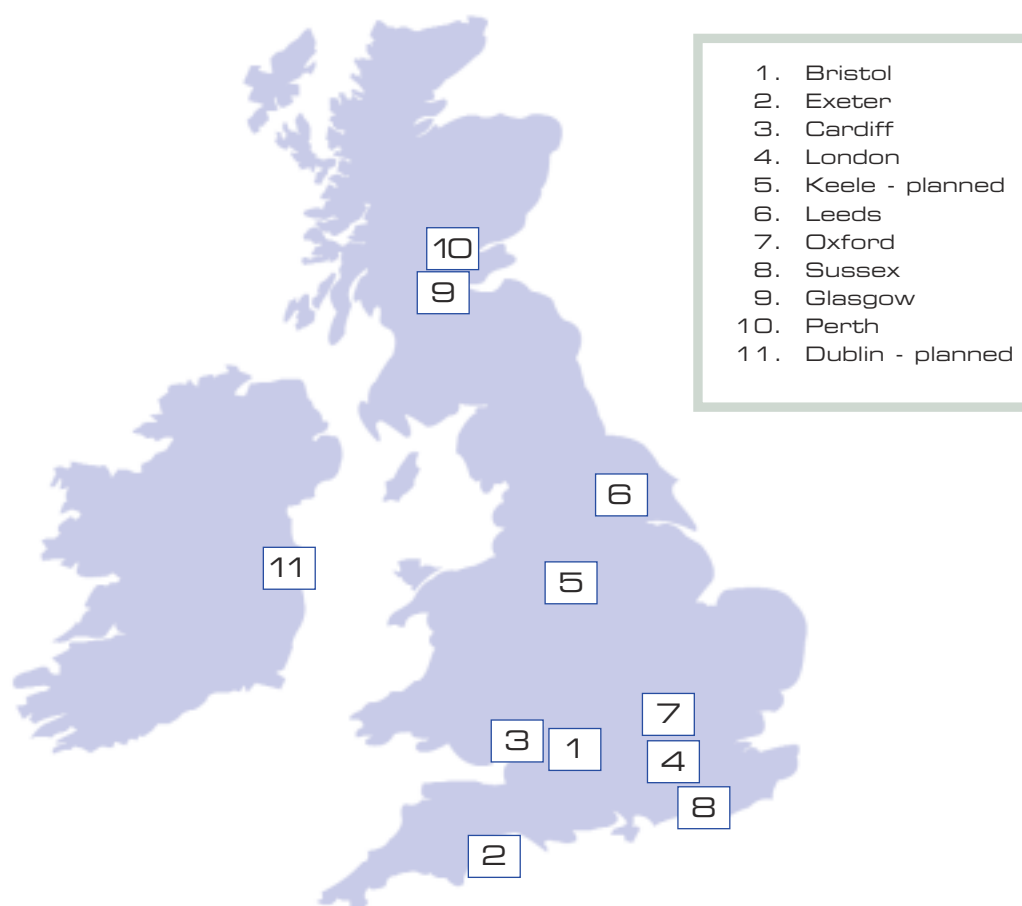 1. Bristol
2. Exeter
3. Cardiff
4. London
5. Keele - planned
6. Leeds
7. Oxford
8. Sussex
9. Glasgow
10. Perth
11. Dublin - planned
10
9
6
11
5
7
3
1
4
8
2